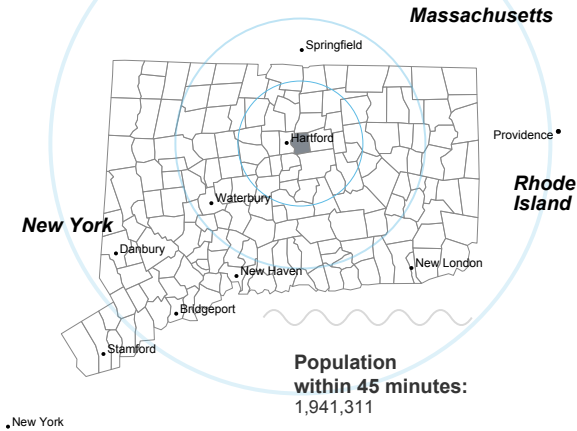 Massachusetts
Springfield
Providence
Hartford
Rhode
Island
Waterbury
New York
Danbury
New London
New Haven
Bridgeport
Stamford
Population
within 45 minutes:
1,941,311
New York